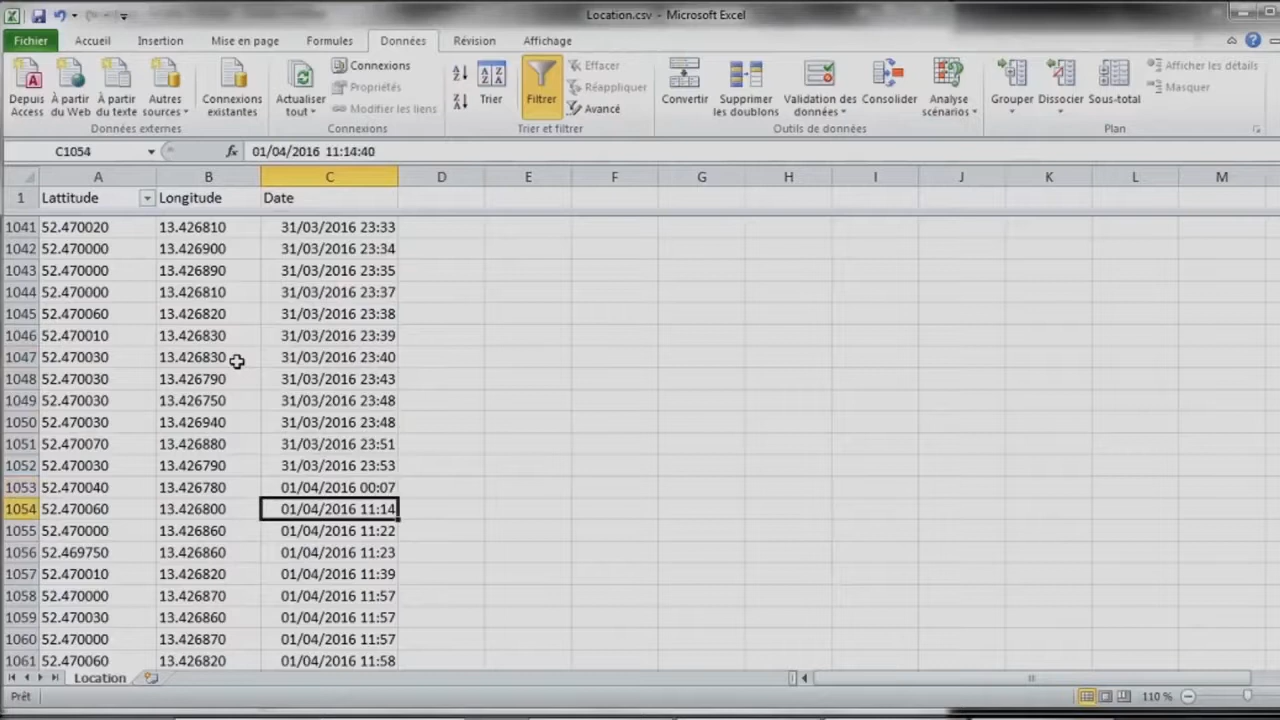 Location.csv - Microsoft Excel
Fichier Accueil Insertion Mise en page Formules Données Révision Affichage
Depuis Access
À partir du Web
À partir du texte
Autres sources
Données externes
Connexions existantes
Actualiser tout
Connexions
Propriétés
Modifier les liens
Connexions
Trier
Filtrer
Effacer
Réappliquer
Avancé
Trier et filtrer
Convertir
Supprimer les doublons
Validation des données
Consolider
Analyse scénarios
Outils de données
Grouper
Dissocier
Sous-total
Afficher les détails
Masquer
Plan
C1054 fx 01/04/2016 11:14:40
A B C D E F G H I J K L M
1 Lattitude Longitude Date
1041 52.470020 13.426810 31/03/2016 23:33
1042 52.470000 13.426900 31/03/2016 23:34
1043 52.470000 13.426890 31/03/2016 23:35
1044 52.470000 13.426810 31/03/2016 23:37
1045 52.470060 13.426820 31/03/2016 23:38
1046 52.470010 13.426830 31/03/2016 23:39
1047 52.470030 13.426830 31/03/2016 23:40
1048 52.470030 13.426790 31/03/2016 23:43
1049 52.470030 13.426750 31/03/2016 23:48
1050 52.470030 13.426940 31/03/2016 23:48
1051 52.470070 13.426880 31/03/2016 23:51
1052 52.470030 13.426790 31/03/2016 23:53
1053 52.470040 13.426780 01/04/2016 00:07
1054 52.470060 13.426800 01/04/2016 11:14
1055 52.470000 13.426860 01/04/2016 11:22
1056 52.469750 13.426860 01/04/2016 11:23
1057 52.470010 13.426820 01/04/2016 11:39
1058 52.470000 13.426870 01/04/2016 11:57
1059 52.470030 13.426860 01/04/2016 11:57
1060 52.470000 13.426870 01/04/2016 11:57
1061 52.470060 13.426820 01/04/2016 11:58
Location
Prêt 110 %